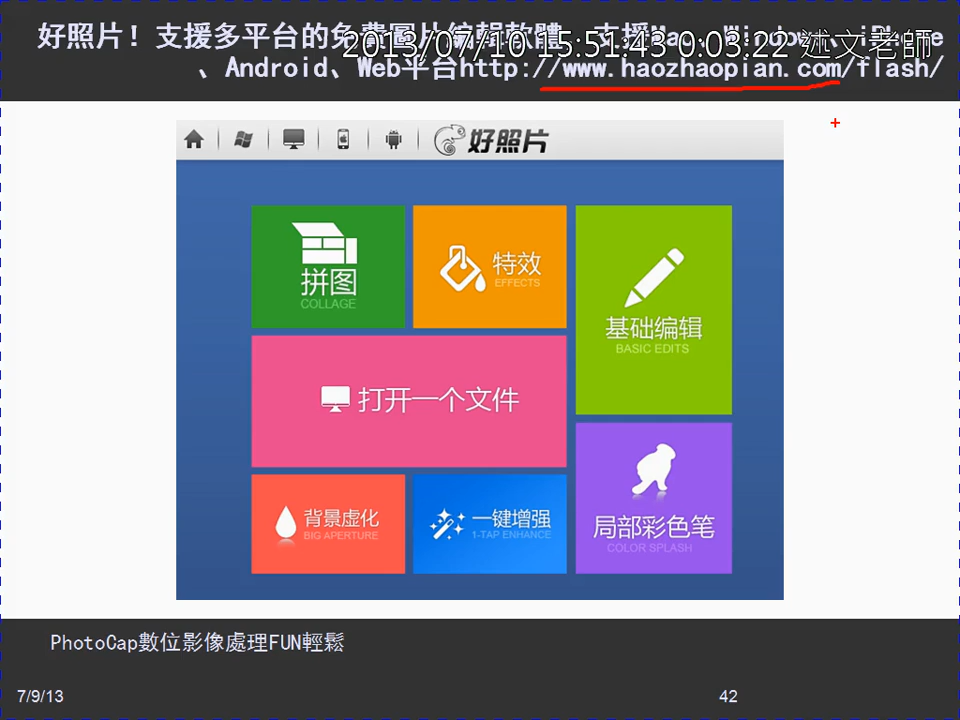 好照片！支援多平台的免費圖片編輯軟體，支援Mac、Windows、iPhone
2013/07/10 15:51:43 0:03:22 述文老師
、Android、Web平台http://www.haozhaopian.com/flash/
好照片
拼图
COLLAGE
特效
EFFECTS
基础编辑
BASIC EDITS
打开一个文件
背景虚化
BIG APERTURE
一键增强
1-TAP ENHANCE
局部彩色笔
COLOR SPLASH
PhotoCap數位影像處理FUN輕鬆
7/9/13
42